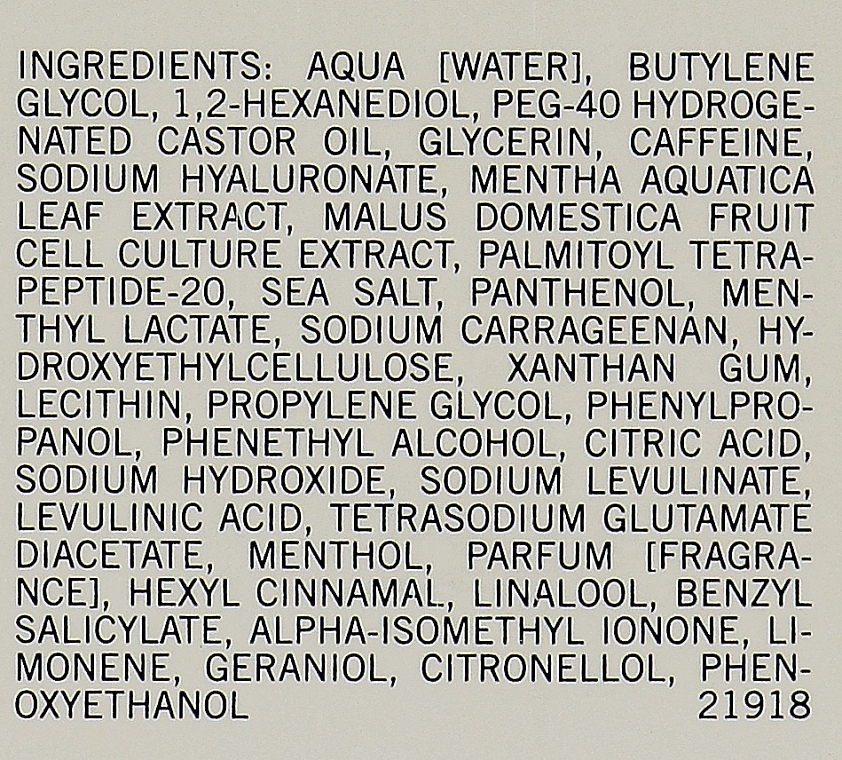 INGREDIENTS: AQUA [WATER], BUTYLENE
GLYCOL, 1,2-HEXANEDIOL, PEG-40 HYDROGE-
NATED CASTOR OIL, GLYCERIN, CAFFEINE,
SODIUM HYALURONATE, MENTHA AQUATICA
LEAF EXTRACT, MALUS DOMESTICA FRUIT
CELL CULTURE EXTRACT, PALMITOYL TETRA-
PEPTIDE-20, SEA SALT, PANTHENOL, MEN-
THYL LACTATE, SODIUM CARRAGEENAN, HY-
DROXYETHYLCELLULOSE, XANTHAN GUM,
LECITHIN, PROPYLENE GLYCOL, PHENYLPRO-
PANOL, PHENETHYL ALCOHOL, CITRIC ACID,
SODIUM HYDROXIDE, SODIUM LEVULINATE,
LEVULINIC ACID, TETRASODIUM GLUTAMATE
DIACETATE, MENTHOL, PARFUM [FRAGRA-
NCE], HEXYL CINNAMAL, LINALOOL, BENZYL
SALICYLATE, ALPHA-ISOMETHYL IONONE, LI-
MONENE, GERANIOL, CITRONELLOL, PHEN-
OXYETHANOL 21918